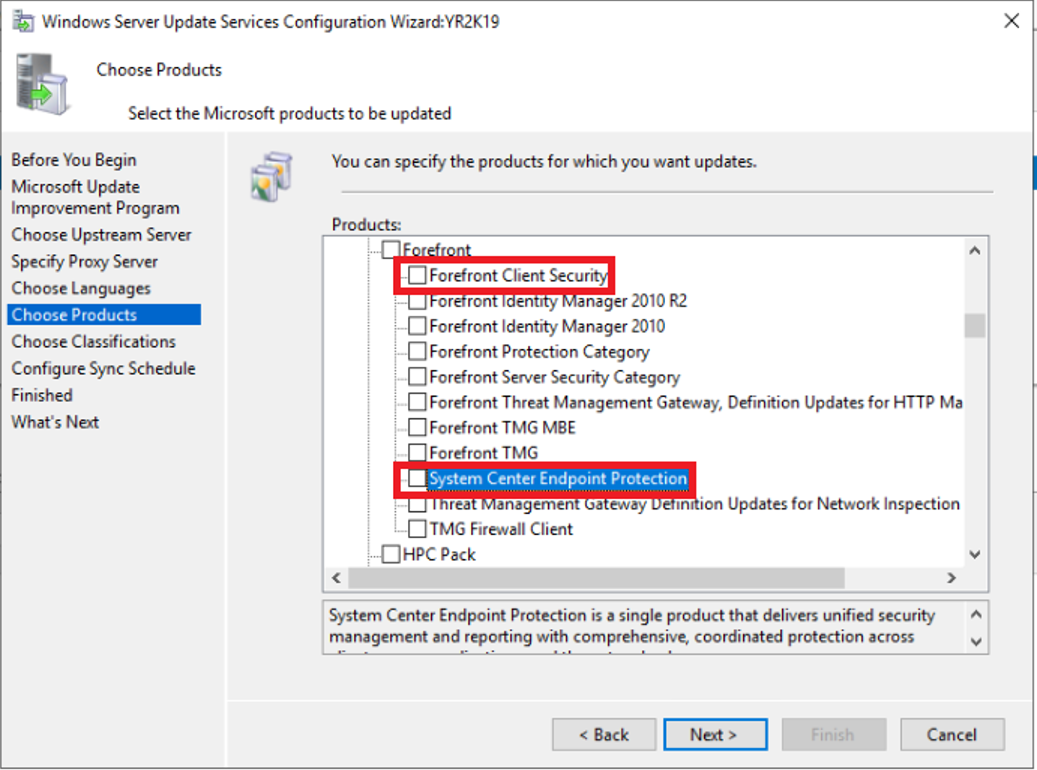 Windows Server Update Services Configuration Wizard:YR2K19
Choose Products
Select the Microsoft products to be updated
Before You Begin
Microsoft Update
Improvement Program
Choose Upstream Server
Specify Proxy Server
Choose Languages
Choose Products
Choose Classifications
Configure Sync Schedule
Finished
What's Next
You can specify the products for which you want updates.
Products:
Forefront
Forefront Client Security
Forefront Identity Manager 2010 R2
Forefront Identity Manager 2010
Forefront Protection Category
Forefront Server Security Category
Forefront Threat Management Gateway, Definition Updates for HTTP Ma
Forefront TMG MBE
Forefront TMG
System Center Endpoint Protection
Threat Management Gateway Definition Updates for Network Inspection
TMG Firewall Client
HPC Pack
System Center Endpoint Protection is a single product that delivers unified security
management and reporting with comprehensive, coordinated protection across
< Back
Next >
Finish
Cancel